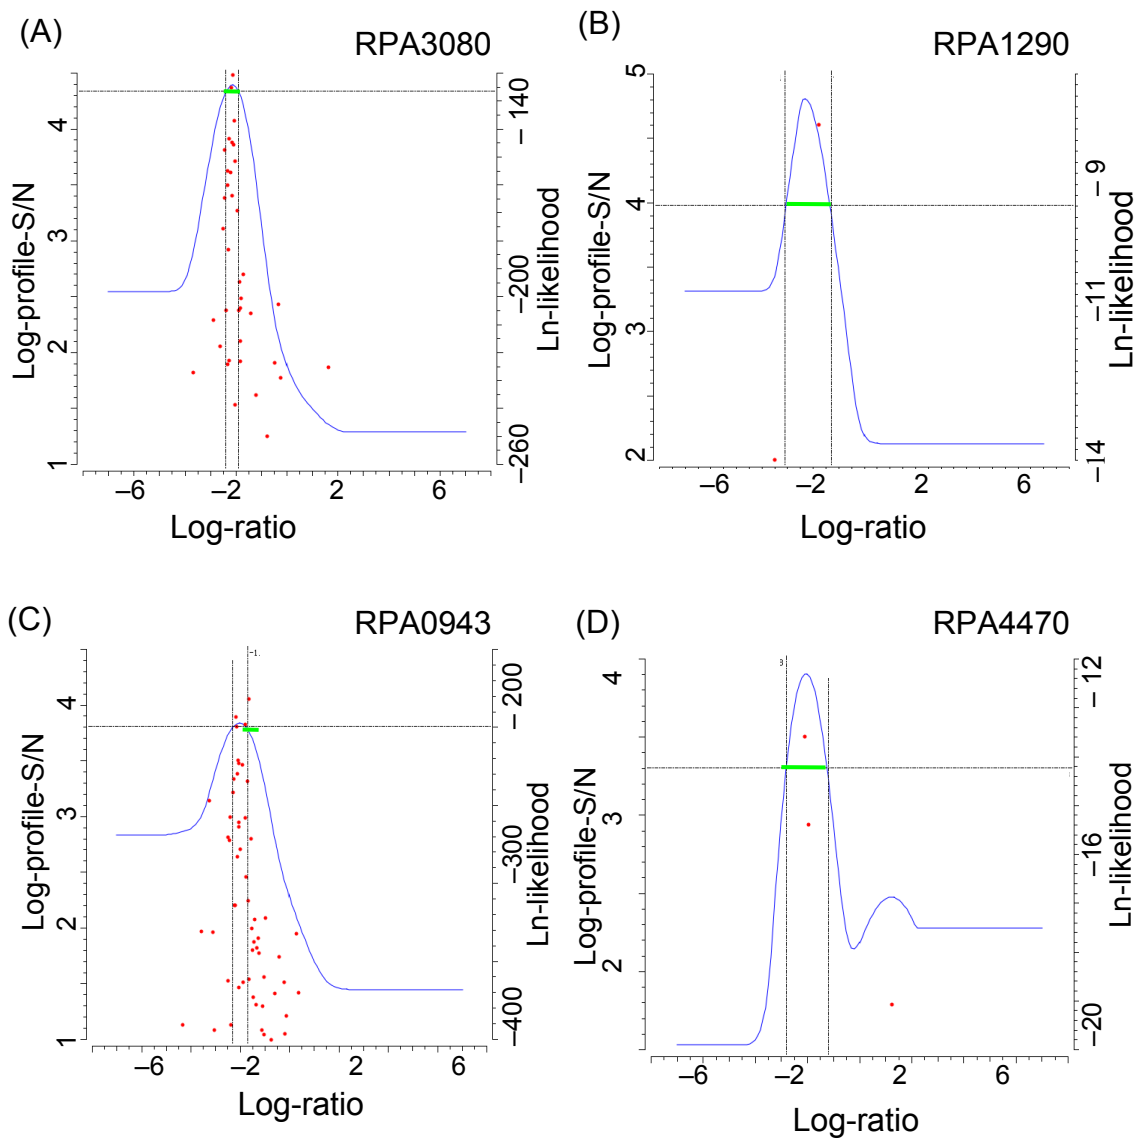 (A)
RPA3080
4
3
2
1
Log-profile-S/N
−140
−200
−260
Ln-likelihood
−6
−2
2
6
Log-ratio
(B)
RPA1290
5
4
3
2
Log-profile-S/N
−9
−11
−14
Ln-likelihood
−6
−2
2
6
Log-ratio
(C)
RPA0943
−1.
4
3
2
1
Log-profile-S/N
−200
−300
−400
Ln-likelihood
−6
−2
2
6
Log-ratio
(D)
RPA4470
4
3
2
Log-profile-S/N
−12
−16
−20
Ln-likelihood
−6
−2
2
6
Log-ratio